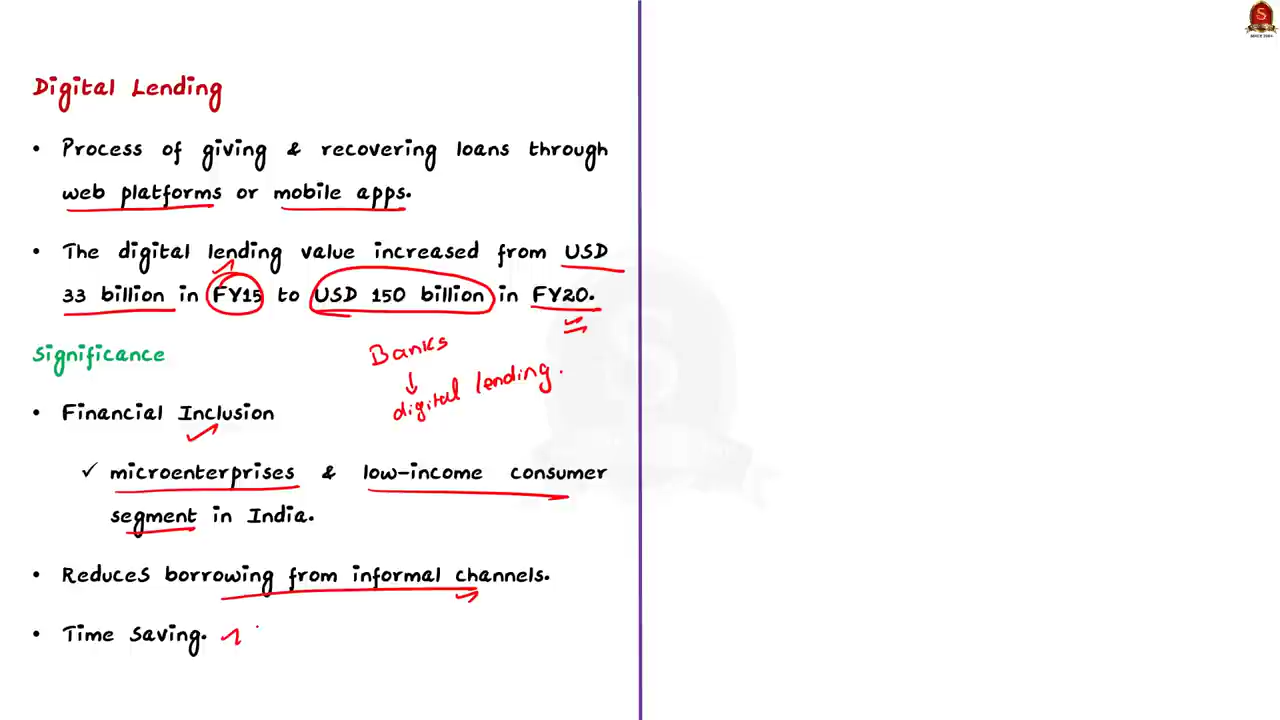 Digital Lending
• Process of giving & recovering loans through
web platforms or mobile apps.
• The digital lending value increased from USD
33 billion in FY15 to USD 150 billion in FY20.
Significance
Banks
↓
digital lending.
• Financial Inclusion
✓ microenterprises & low-income consumer
segment in India.
• Reduces borrowing from informal channels.
• Time Saving.
S